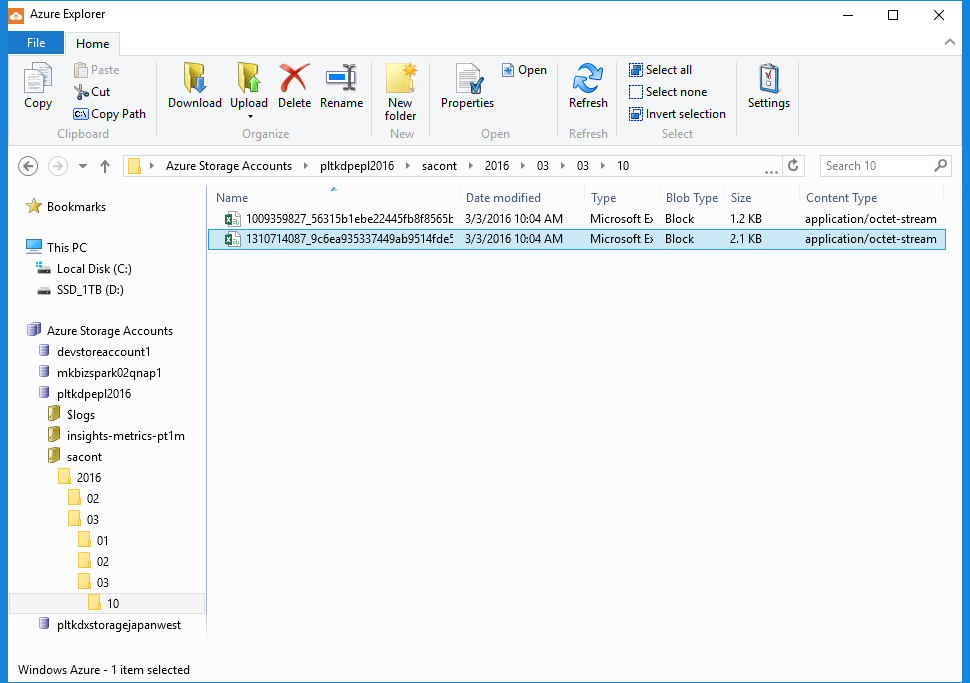 Azure Explorer
File Home
Copy
Paste
Cut
Copy Path
Clipboard
Download Upload Delete Rename
Organize
New folder
New
Properties
Open
Open
Refresh
Refresh
Select all
Select none
Invert selection
Select
Settings
Azure Storage Accounts pltkdpepl2016 sacont 2016 03 03 10 ... Search 10
Bookmarks
This PC
Local Disk (C:)
SSD_1TB (D:)
Azure Storage Accounts
devstoreaccount1
mkbizspark02qnap1
pltkdpepl2016
$logs
insights-metrics-pt1m
sacont
2016
02
03
01
02
03
10
pltkdxstoragejapanwest
Name Date modified Type Blob Type Size Content Type
1009359827_56315b1ebe22445fb8f8565b 3/3/2016 10:04 AM Microsoft Ex Block 1.2 KB application/octet-stream
1310714087_9c6ea935337449ab9514fde5 3/3/2016 10:04 AM Microsoft Ex Block 2.1 KB application/octet-stream
Windows Azure - 1 item selected